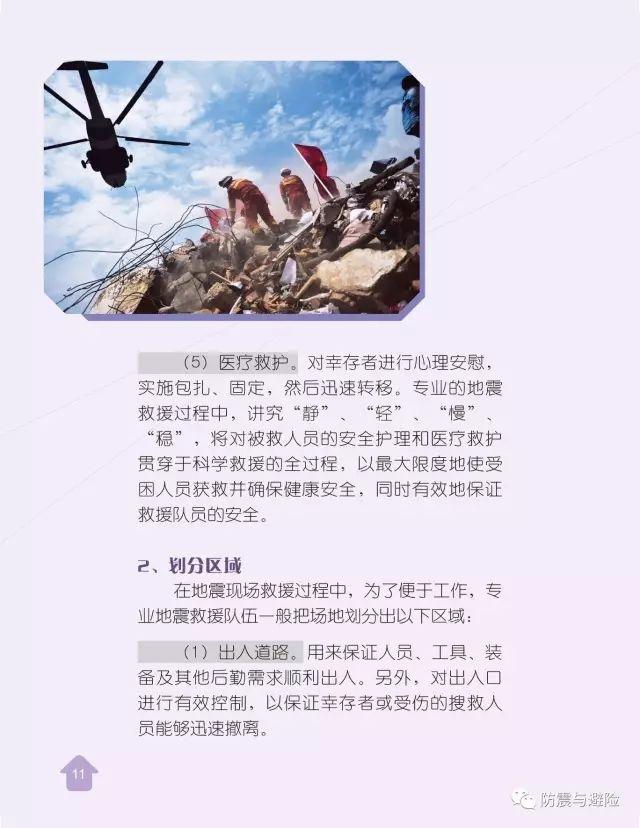 （5）医疗救护。对幸存者进行心理安慰，
实施包扎、固定，然后迅速转移。专业的地震
救援过程中，讲究“静”、“轻”、“慢”、
“稳”，将对被救人员的安全护理和医疗救护
贯穿于科学救援的全过程，以最大限度地使受
困人员获救并确保健康安全，同时有效地保证
救援队员的安全。
2、划分区域
在地震现场救援过程中，为了便于工作，专
业地震救援队伍一般把场地划分出以下区域：
（1）出入道路。用来保证人员、工具、装
备及其他后勤需求顺利出入。另外，对出入口
进行有效控制，以保证幸存者或受伤的搜救人
员能够迅速撤离。
11
防震与避险